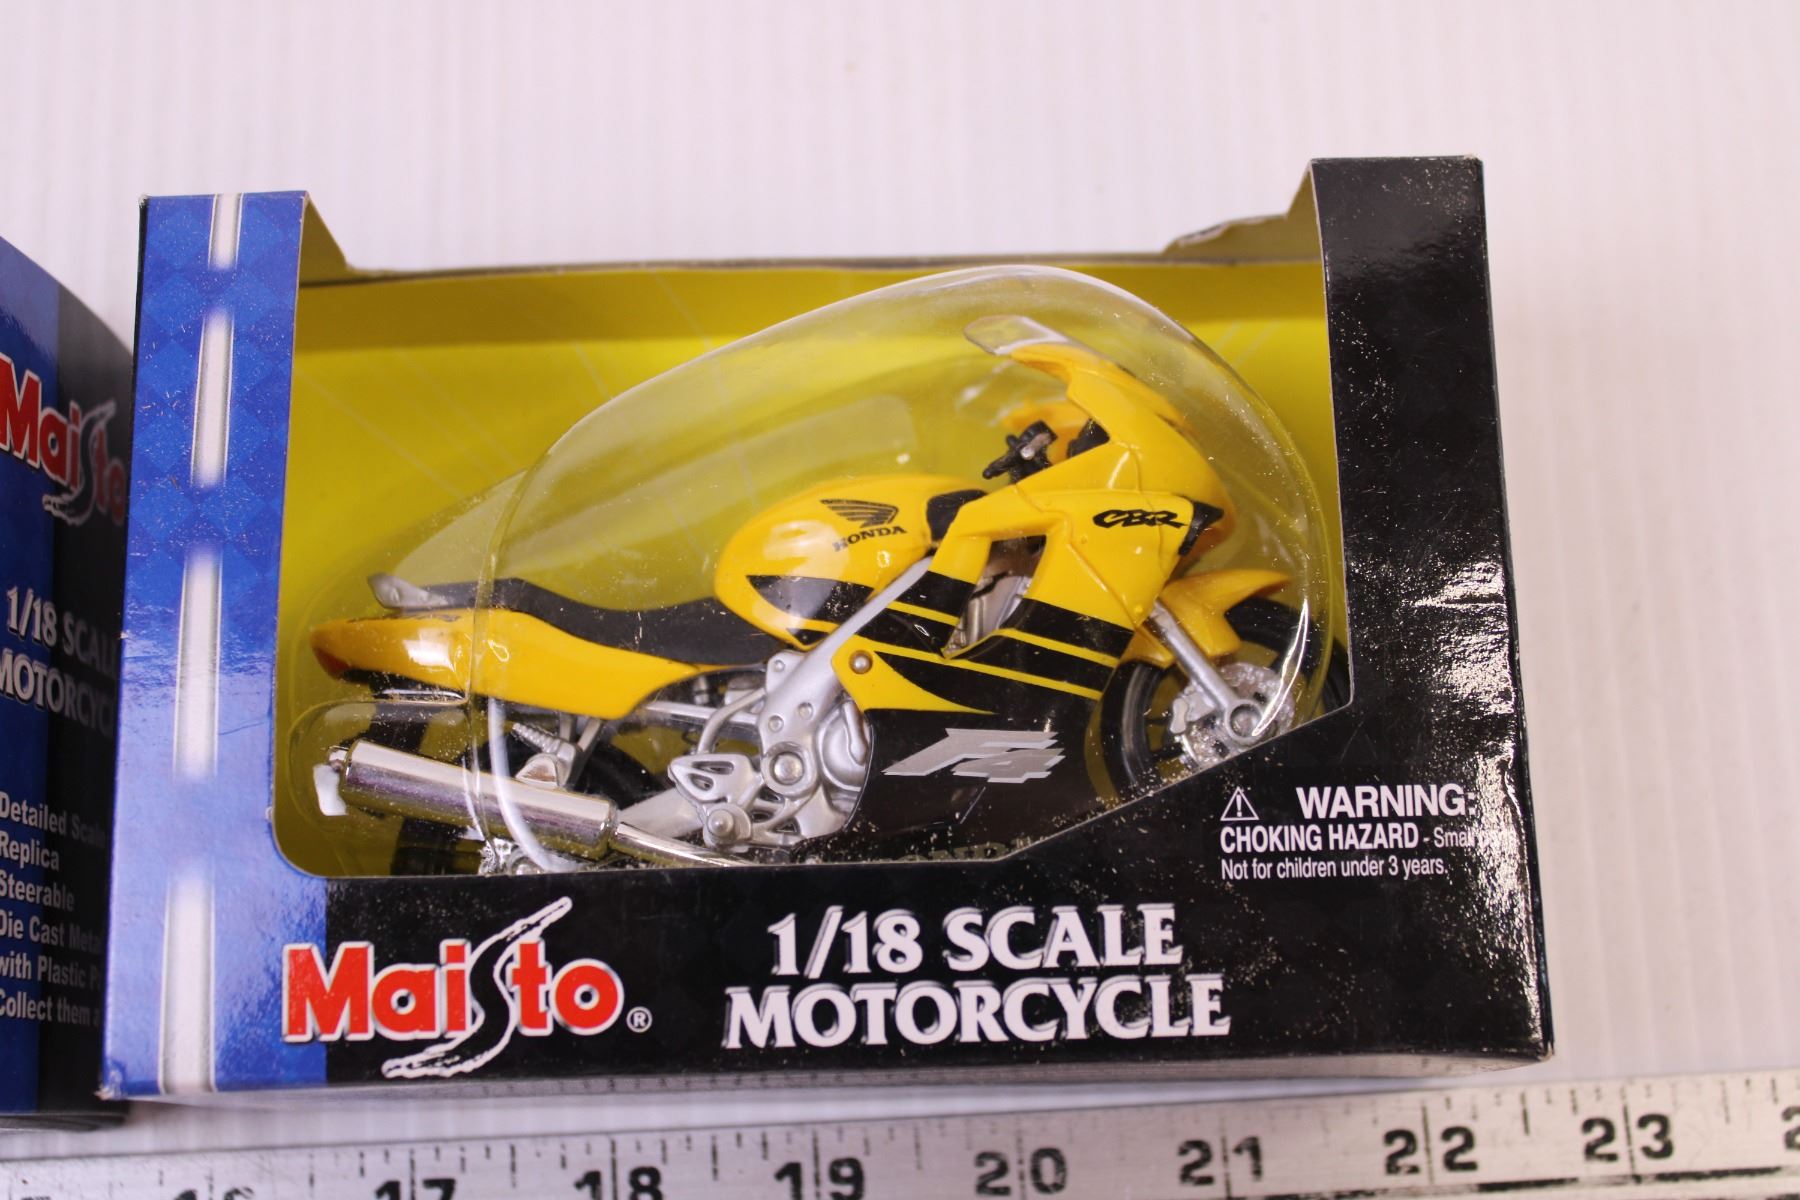 Maisto
1/18 SCALE
MOTORCYCLE
Detailed Scale
Replica
Steerable
Die Cast Metal
with Plastic
Collect them
HONDA
CBR
F4
HONDA
WARNING:
CHOKING HAZARD - Small
Not for children under 3 years.
Maisto®
1/18 SCALE
MOTORCYCLE
16 17 18 19 20 21 22 23